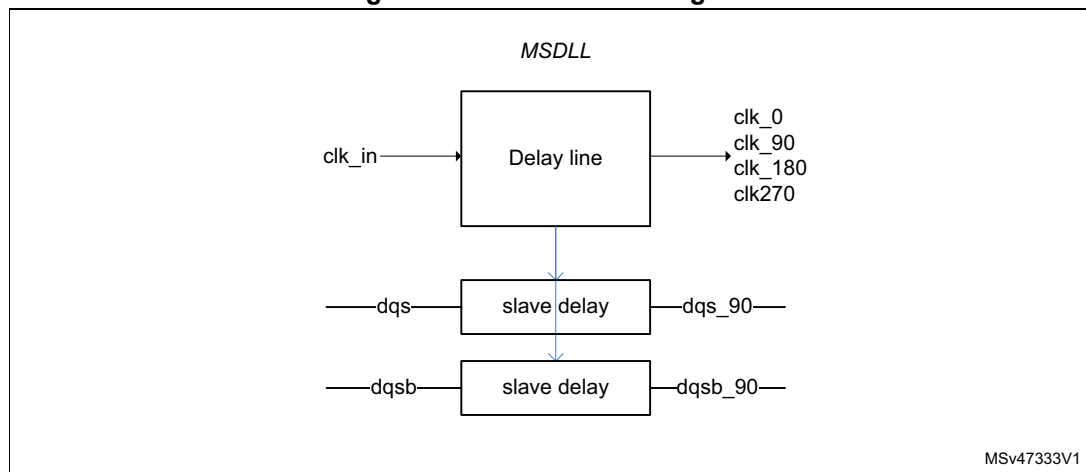 MSDLL
clk_in
Delay line
clk_0
clk_90
clk_180
clk270
dqs
slave delay
dqs_90
dqsb
slave delay
dqsb_90
MSv47333V1